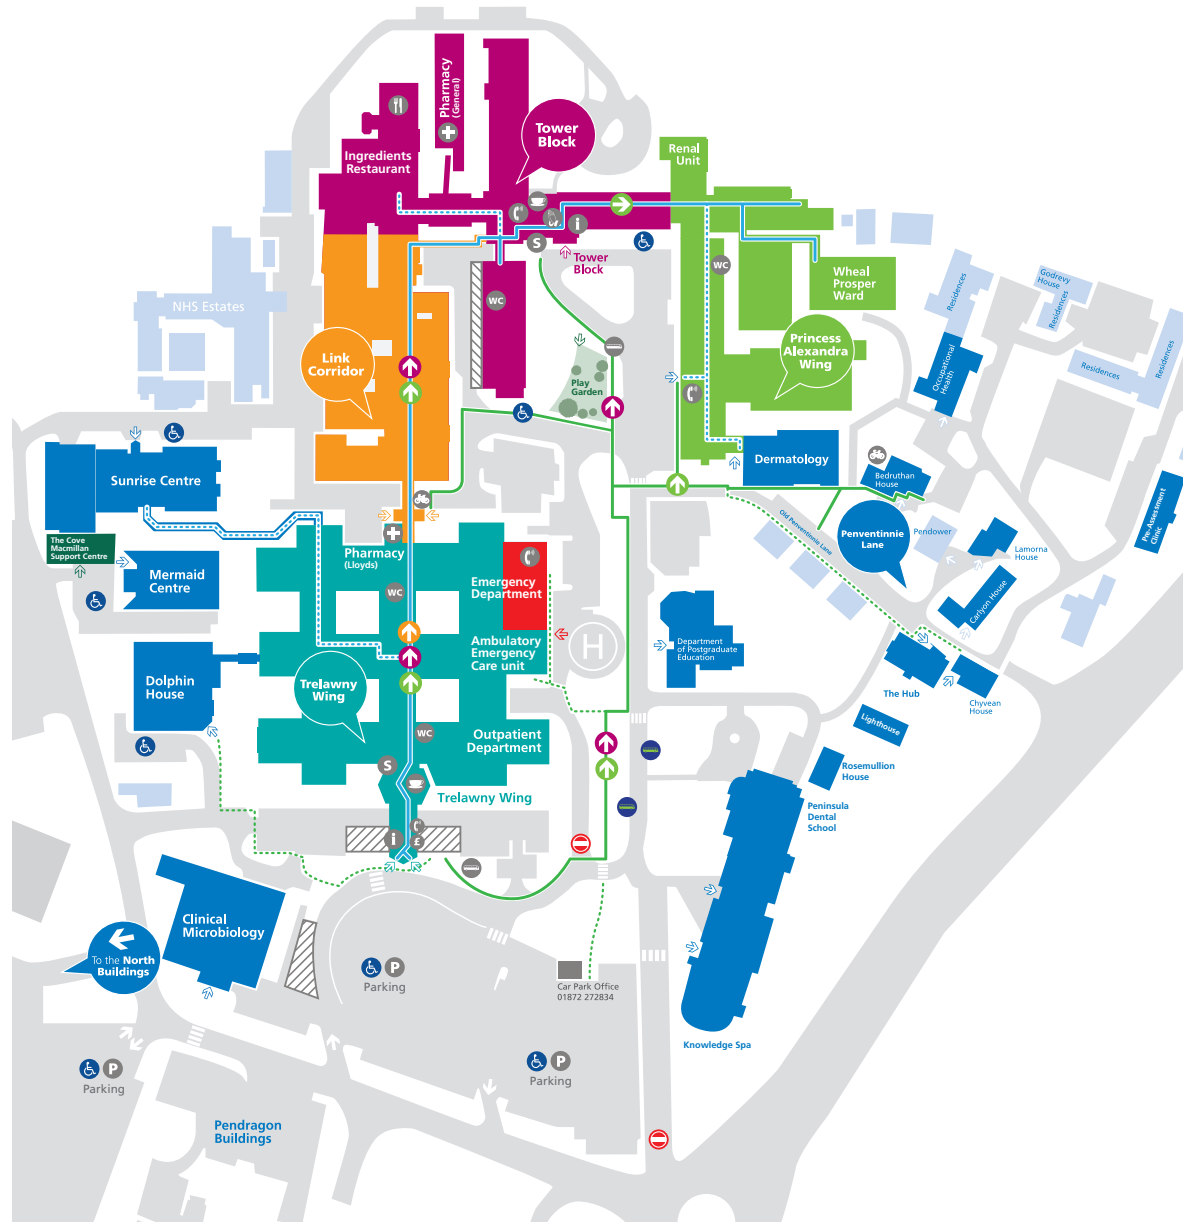 Pharmacy
(General)
Tower
Block
Ingredients
Restaurant
Renal
Unit
i
S
Tower
Block
WC
WC
Wheal
Prosper
Ward
Godrevy
House
Residences
Residences
Residences
Residences
NHS Estates
Link
Corridor
Princess
Alexandra
Wing
Occupational
Health
Play
Garden
Dermatology
Sunrise Centre
Bedruthan
House
Pre-Assessment
Clinic
Old Penventinnie Lane
Penventinnie
Lane
Pendower
Lamorna
House
The Cove
Macmillan
Support Centre
Mermaid
Centre
Pharmacy
(Lloyds)
Emergency
Department
WC
Carlyon House
Ambulatory
Emergency
Care unit
H
Department
of Postgraduate
Education
Dolphin
House
Trelawny
Wing
The Hub
Chyvean
House
Lighthouse
WC
Outpatient
Department
S
Rosemullion
House
Trelawny Wing
Peninsula
Dental
School
i
£
Clinical
Microbiology
To the North
Buildings
P
Parking
Car Park Office
01872 272834
Knowledge Spa
P
Parking
P
Parking
Pendragon
Buildings